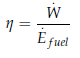 η = Ẇ / Ė_fuel